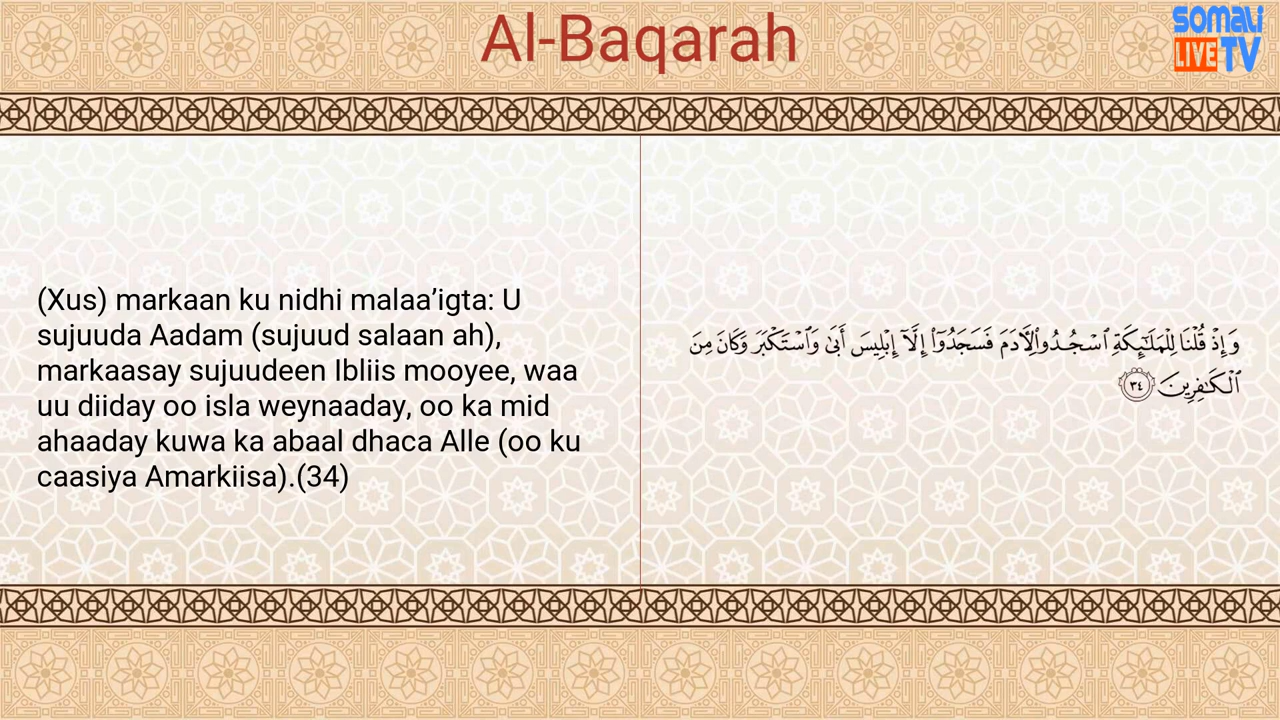 Al-Baqarah
SOMALI
LIVE TV
(Xus) markaan ku nidhi malaa’igta: U
sujuuda Aadam (sujuud salaan ah),
markaasay sujuudeen Ibliis mooyee, waa
uu diiday oo isla weynaaday, oo ka mid
ahaaday kuwa ka abaal dhaca Alle (oo ku
caasiya Amarkiisa).(34)
وَإِذْ قُلْنَا لِلْمَلَـٰٓئِكَةِ ٱسْجُدُوا۟ لِـَٔادَمَ فَسَجَدُوٓا۟ إِلَّآ إِبْلِيسَ أَبَىٰ وَٱسْتَكْبَرَ وَكَانَ مِنَ
ٱلْكَـٰفِرِينَ ٣٤